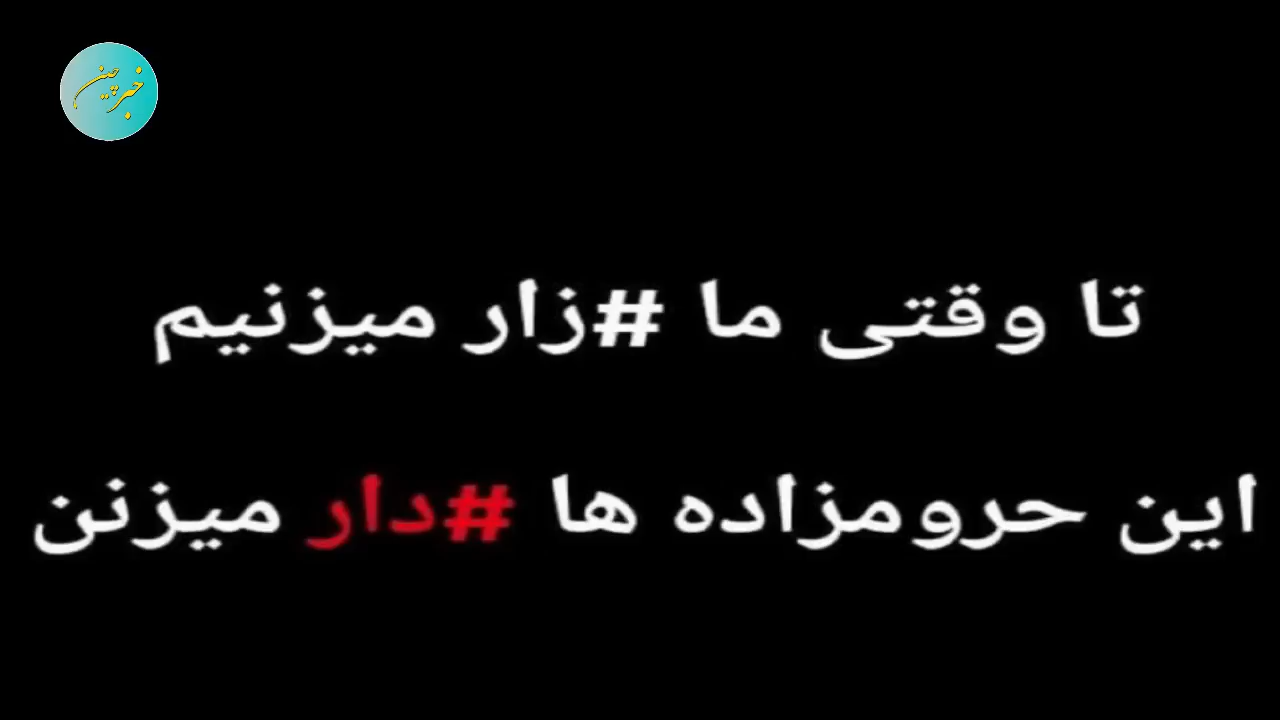 خبرچین
تا وقتی ما #زار میزنیم
این حرومزاده ها #دار میزنن